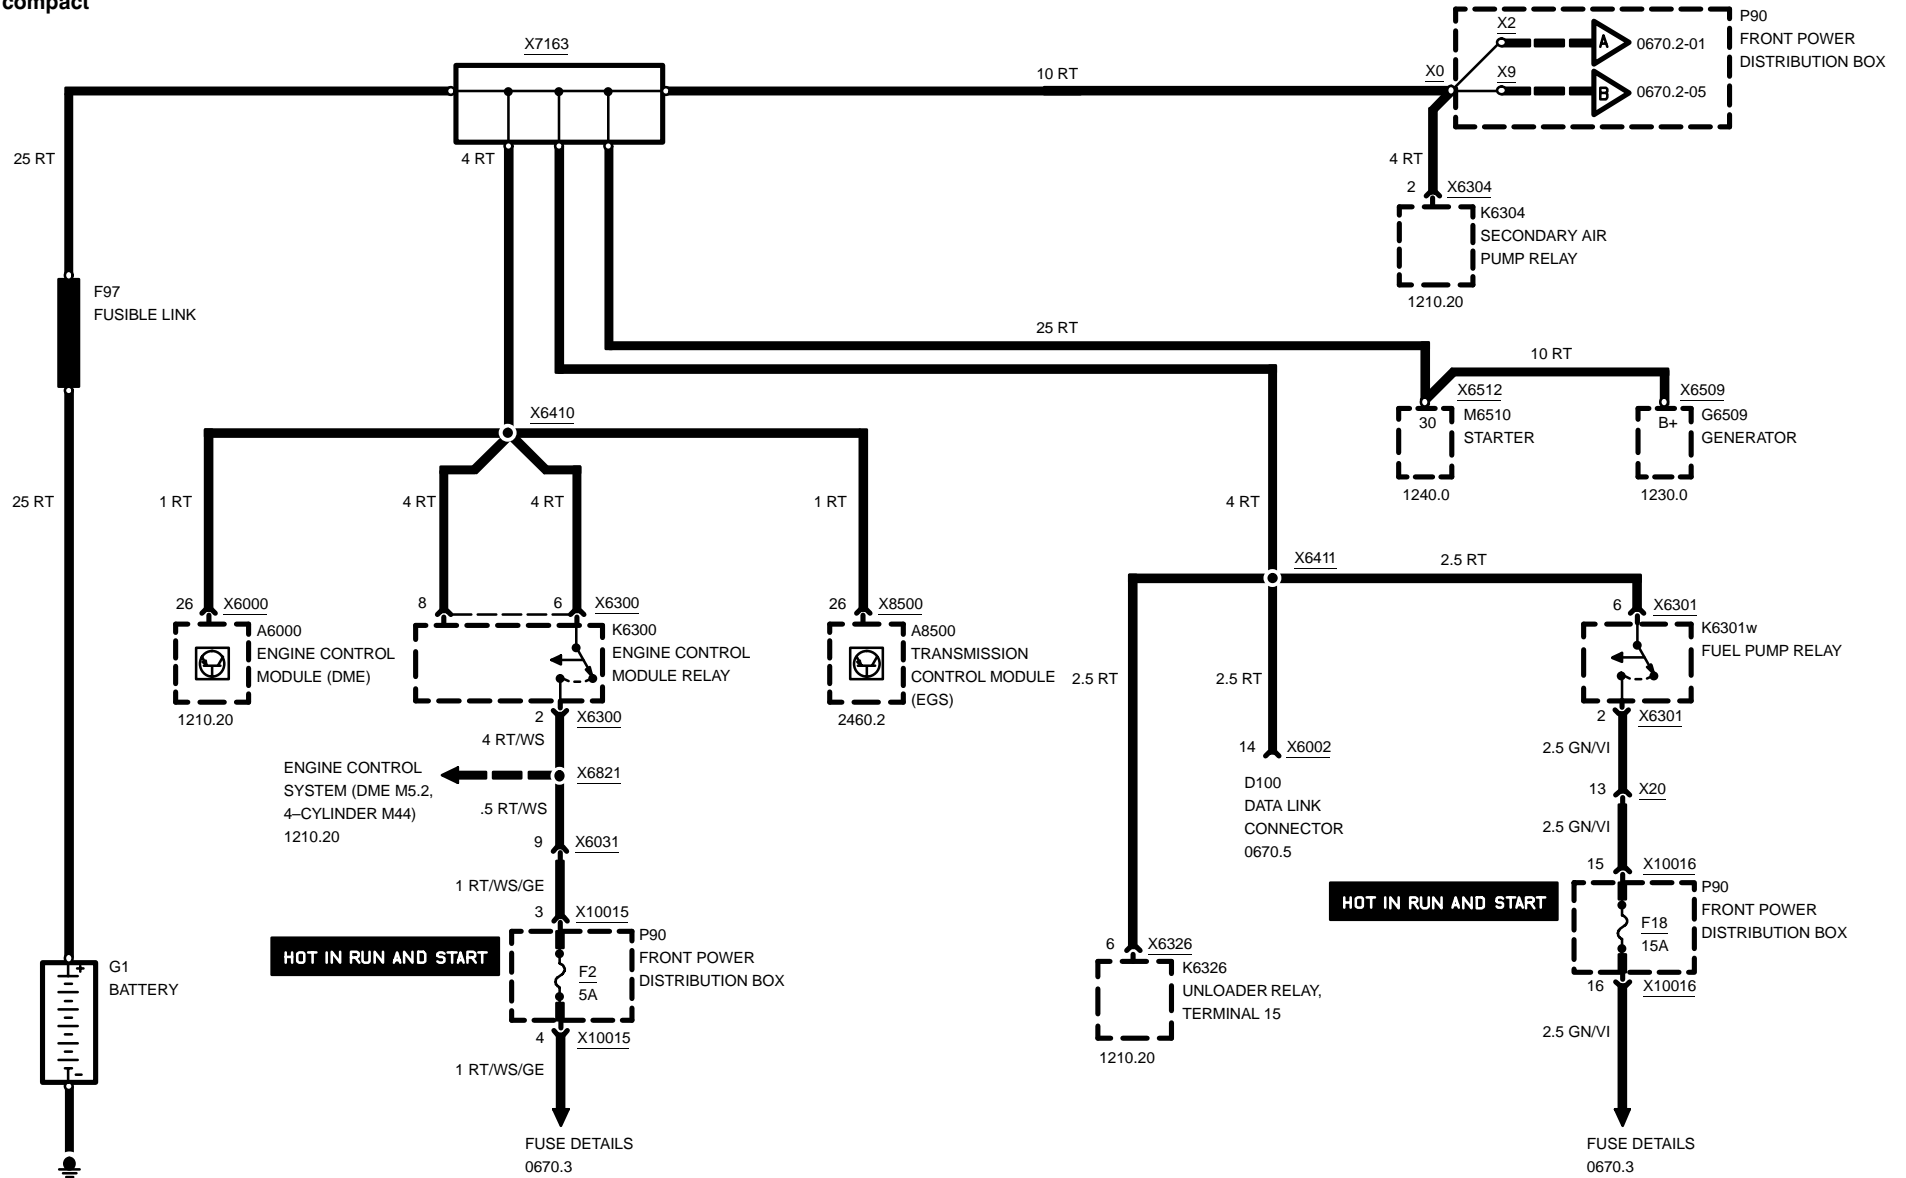 compact
X7163
10 RT
X0
X2
A
0670.2-01
X9
B
0670.2-05
P90
FRONT POWER
DISTRIBUTION BOX
25 RT
4 RT
4 RT
2
X6304
K6304
SECONDARY AIR
PUMP RELAY
1210.20
F97
FUSIBLE LINK
25 RT
10 RT
X6512
30
M6510
STARTER
1240.0
X6509
B+
G6509
GENERATOR
1230.0
X6410
25 RT
1 RT
4 RT
4 RT
1 RT
4 RT
X6411
2.5 RT
26
X6000
A6000
ENGINE CONTROL
MODULE (DME)
1210.20
8
6
X6300
K6300
ENGINE CONTROL
MODULE RELAY
2
X6300
4 RT/WS
26
X8500
A8500
TRANSMISSION
CONTROL MODULE
(EGS)
2460.2
2.5 RT
2.5 RT
6
X6301
K6301w
FUEL PUMP RELAY
2
X6301
2.5 GN/VI
ENGINE CONTROL
SYSTEM (DME M5.2,
4–CYLINDER M44)
1210.20
X6821
.5 RT/WS
9
X6031
1 RT/WS/GE
14
X6002
D100
DATA LINK
CONNECTOR
0670.5
13
X20
2.5 GN/VI
15
X10016
HOT IN RUN AND START
P90
FRONT POWER
DISTRIBUTION BOX
F18
15A
16
X10016
2.5 GN/VI
3
X10015
HOT IN RUN AND START
P90
FRONT POWER
DISTRIBUTION BOX
F2
5A
4
X10015
1 RT/WS/GE
6
X6326
K6326
UNLOADER RELAY,
TERMINAL 15
1210.20
G1
BATTERY
+
-
FUSE DETAILS
0670.3
FUSE DETAILS
0670.3